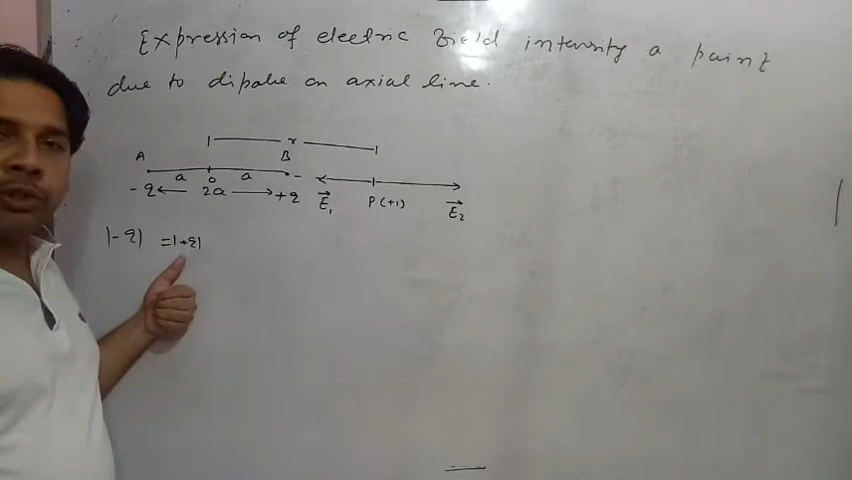 Expression of electric field intensity a point
due to dipole on axial line.
r
A B
a o a
-q 2a +q E₁ P(+1) E₂
|-q| =|+q|